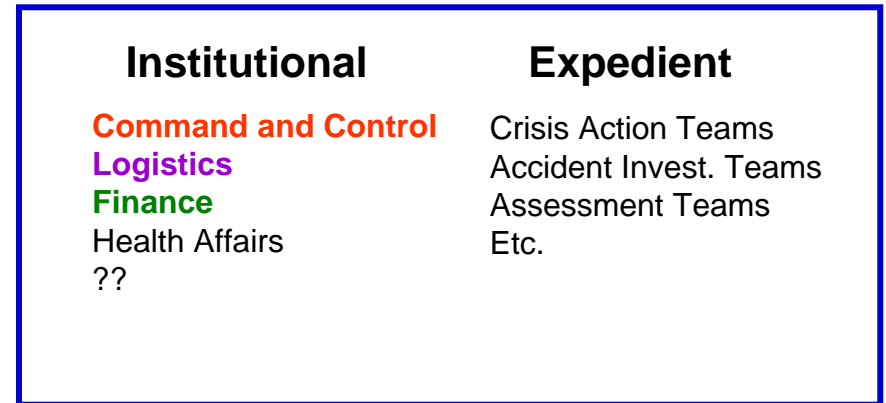 Institutional
Command and Control
Logistics
Finance
Health Affairs
??
Expedient
Crisis Action Teams
Accident Invest. Teams
Assessment Teams
Etc.